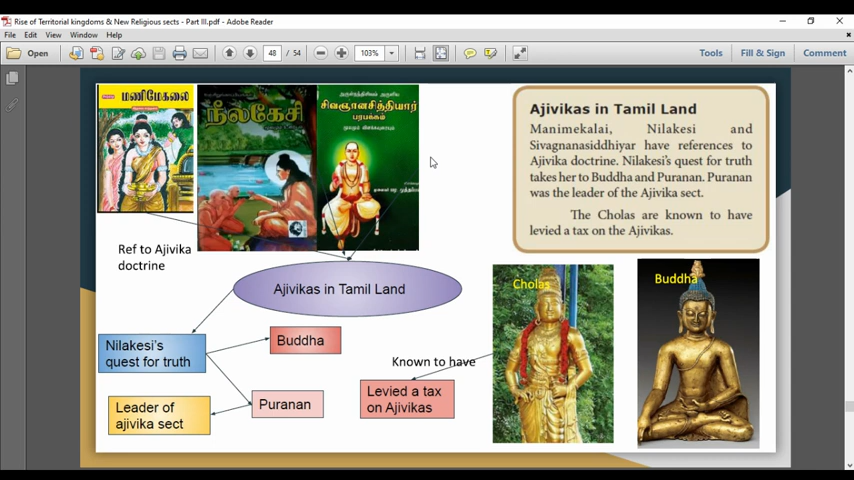 Rise of Territorial kingdoms & New Religious sects - Part III.pdf - Adobe Reader
File Edit View Window Help
Open
48 / 54
103%
Tools
Fill & Sign
Comment
மணிமேகலை
நீலகேசி
சிவஞானசித்தியார்
பரபக்கம்
Ajivikas in Tamil Land
Manimekalai, Nilakesi and
Sivagnanasiddhiyar have references to
Ajivika doctrine. Nilakesi's quest for truth
takes her to Buddha and Puranan. Puranan
was the leader of the Ajivika sect.
The Cholas are known to have
levied a tax on the Ajivikas.
Ref to Ajivika
doctrine
Ajivikas in Tamil Land
Cholas
Buddha
Nilakesi's
quest for truth
Buddha
Known to have
Levied a tax
on Ajivikas
Puranan
Leader of
ajivika sect